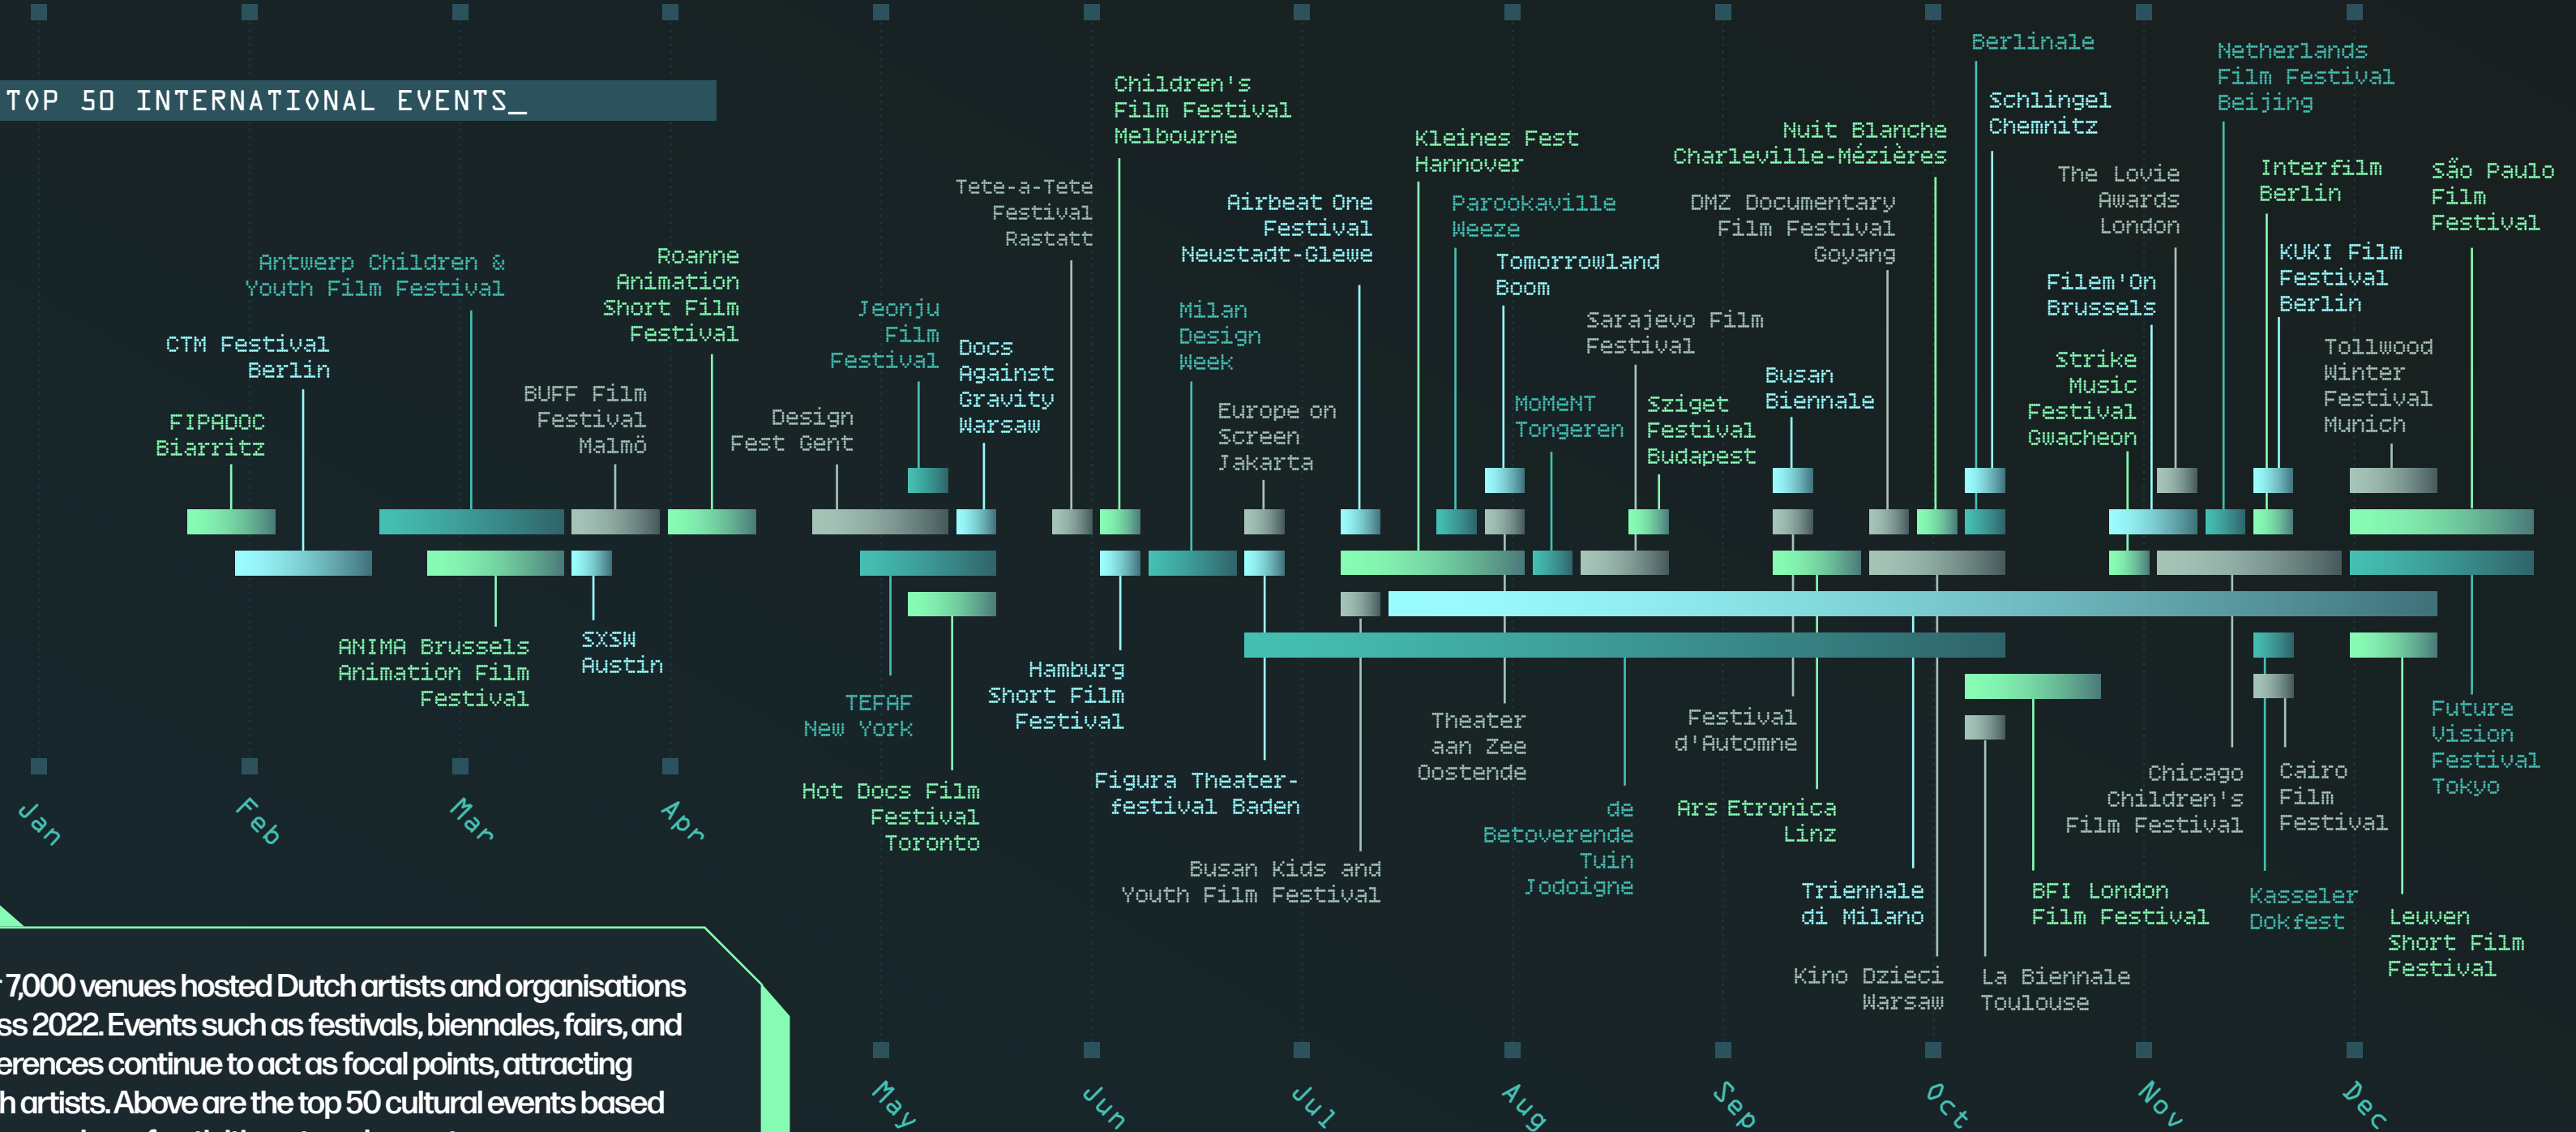 TOP 50 INTERNATIONAL EVENTS_
FIPADOC
Biarritz
CTM Festival
Berlin
Antwerp Children &
Youth Film Festival
ANIMA Brussels
Animation Film
Festival
BUFF Film
Festival
Malmö
SXSW
Austin
Roanne
Animation
Short Film
Festival
Design
Fest Gent
Jeonju
Film
Festival
TEFAF
New York
Hot Docs Film
Festival
Toronto
Docs
Against
Gravity
Warsaw
Tete-a-Tete
Festival
Rastatt
Children's
Film Festival
Melbourne
Hamburg
Short Film
Festival
Milan
Design
Week
Europe on
Screen
Jakarta
Figura Theater-
festival Baden
Airbeat One
Festival
Neustadt-Glewe
Busan Kids and
Youth Film Festival
Kleines Fest
Hannover
Parookaville
Weeze
Tomorrowland
Boom
Theater
aan Zee
Oostende
MoMeNT
Tongeren
Sarajevo Film
Festival
Sziget
Festival
Budapest
de
Betoverende
Tuin
Jodoigne
Busan
Biennale
Festival
d'Automne
Ars Etronica
Linz
DMZ Documentary
Film Festival
Goyang
Nuit Blanche
Charleville-Mézières
Triennale
di Milano
Kino Dzieci
Warsaw
Berlinale
Schlingel
Chemnitz
La Biennale
Toulouse
BFI London
Film Festival
Strike
Music
Festival
Gwacheon
Filem'On
Brussels
The Lovie
Awards
London
Chicago
Children's
Film Festival
Netherlands
Film Festival
Beijing
Interfilm
Berlin
KUKI Film
Festival
Berlin
Kasseler
Dokfest
Cairo
Film
Festival
Tollwood
Winter
Festival
Munich
São Paulo
Film
Festival
Future
Vision
Festival
Tokyo
Leuven
Short Film
Festival
Jan
Feb
Mar
Apr
May
Jun
Jul
Aug
Sep
Oct
Nov
Dec
7,000 venues hosted Dutch artists and organisations
ss 2022. Events such as festivals, biennales, fairs, and
erences continue to act as focal points, attracting
h artists. Above are the top 50 cultural events based